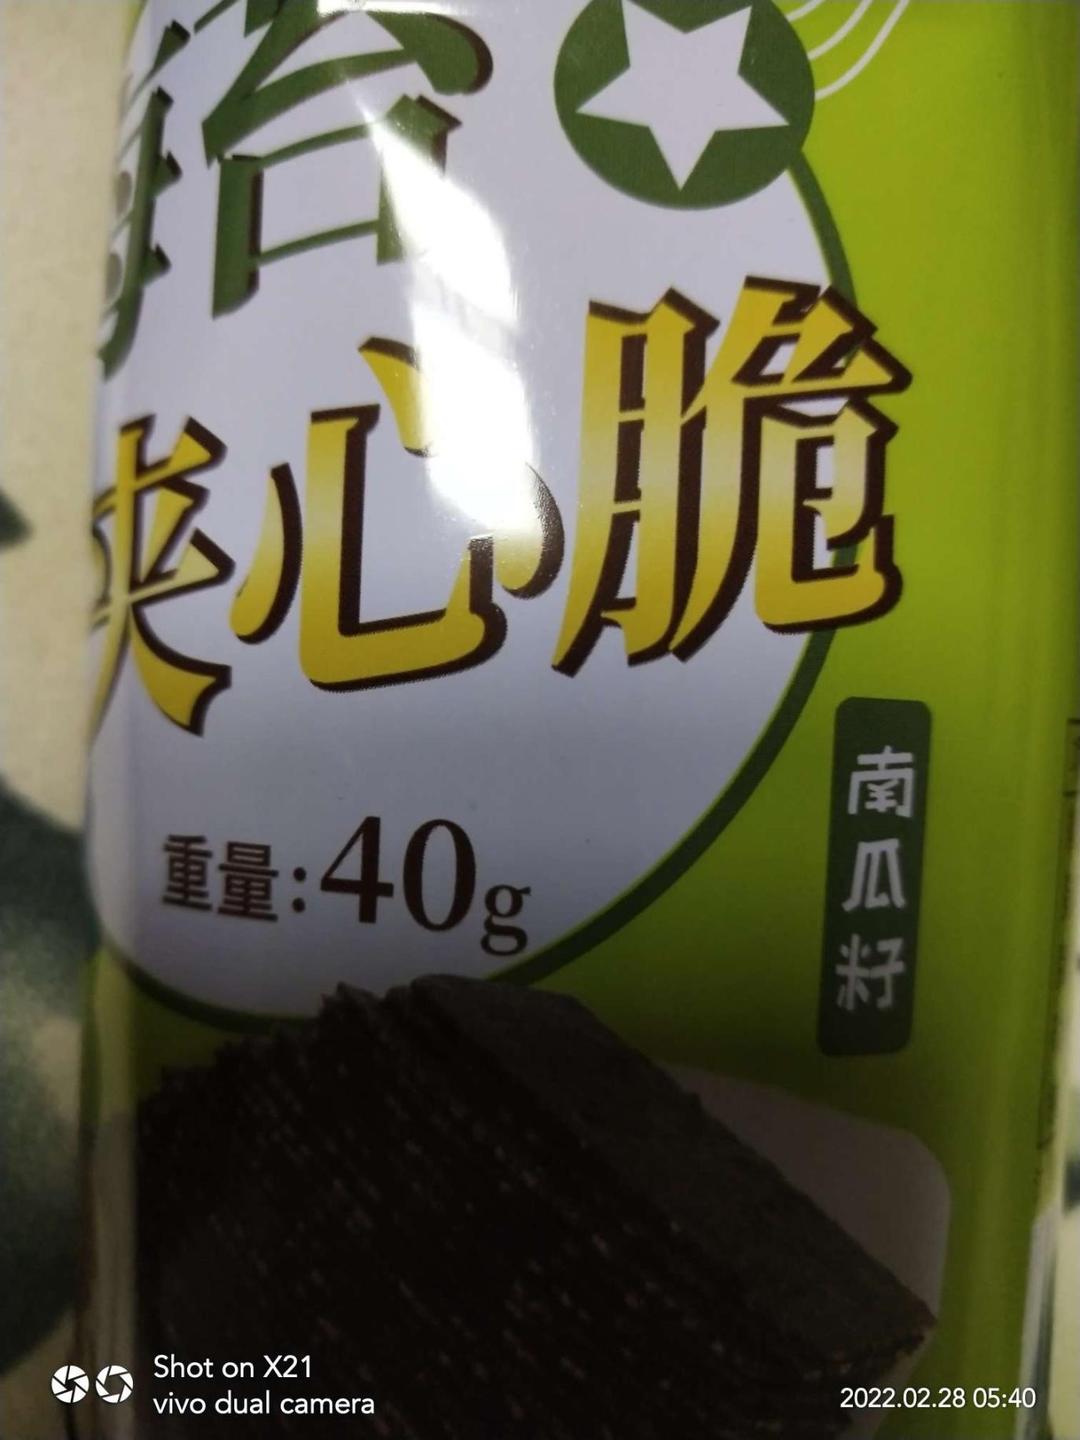 苔
夹心脆
重量:40g
南瓜籽
Shot on X21
vivo dual camera
2022.02.28 05:40